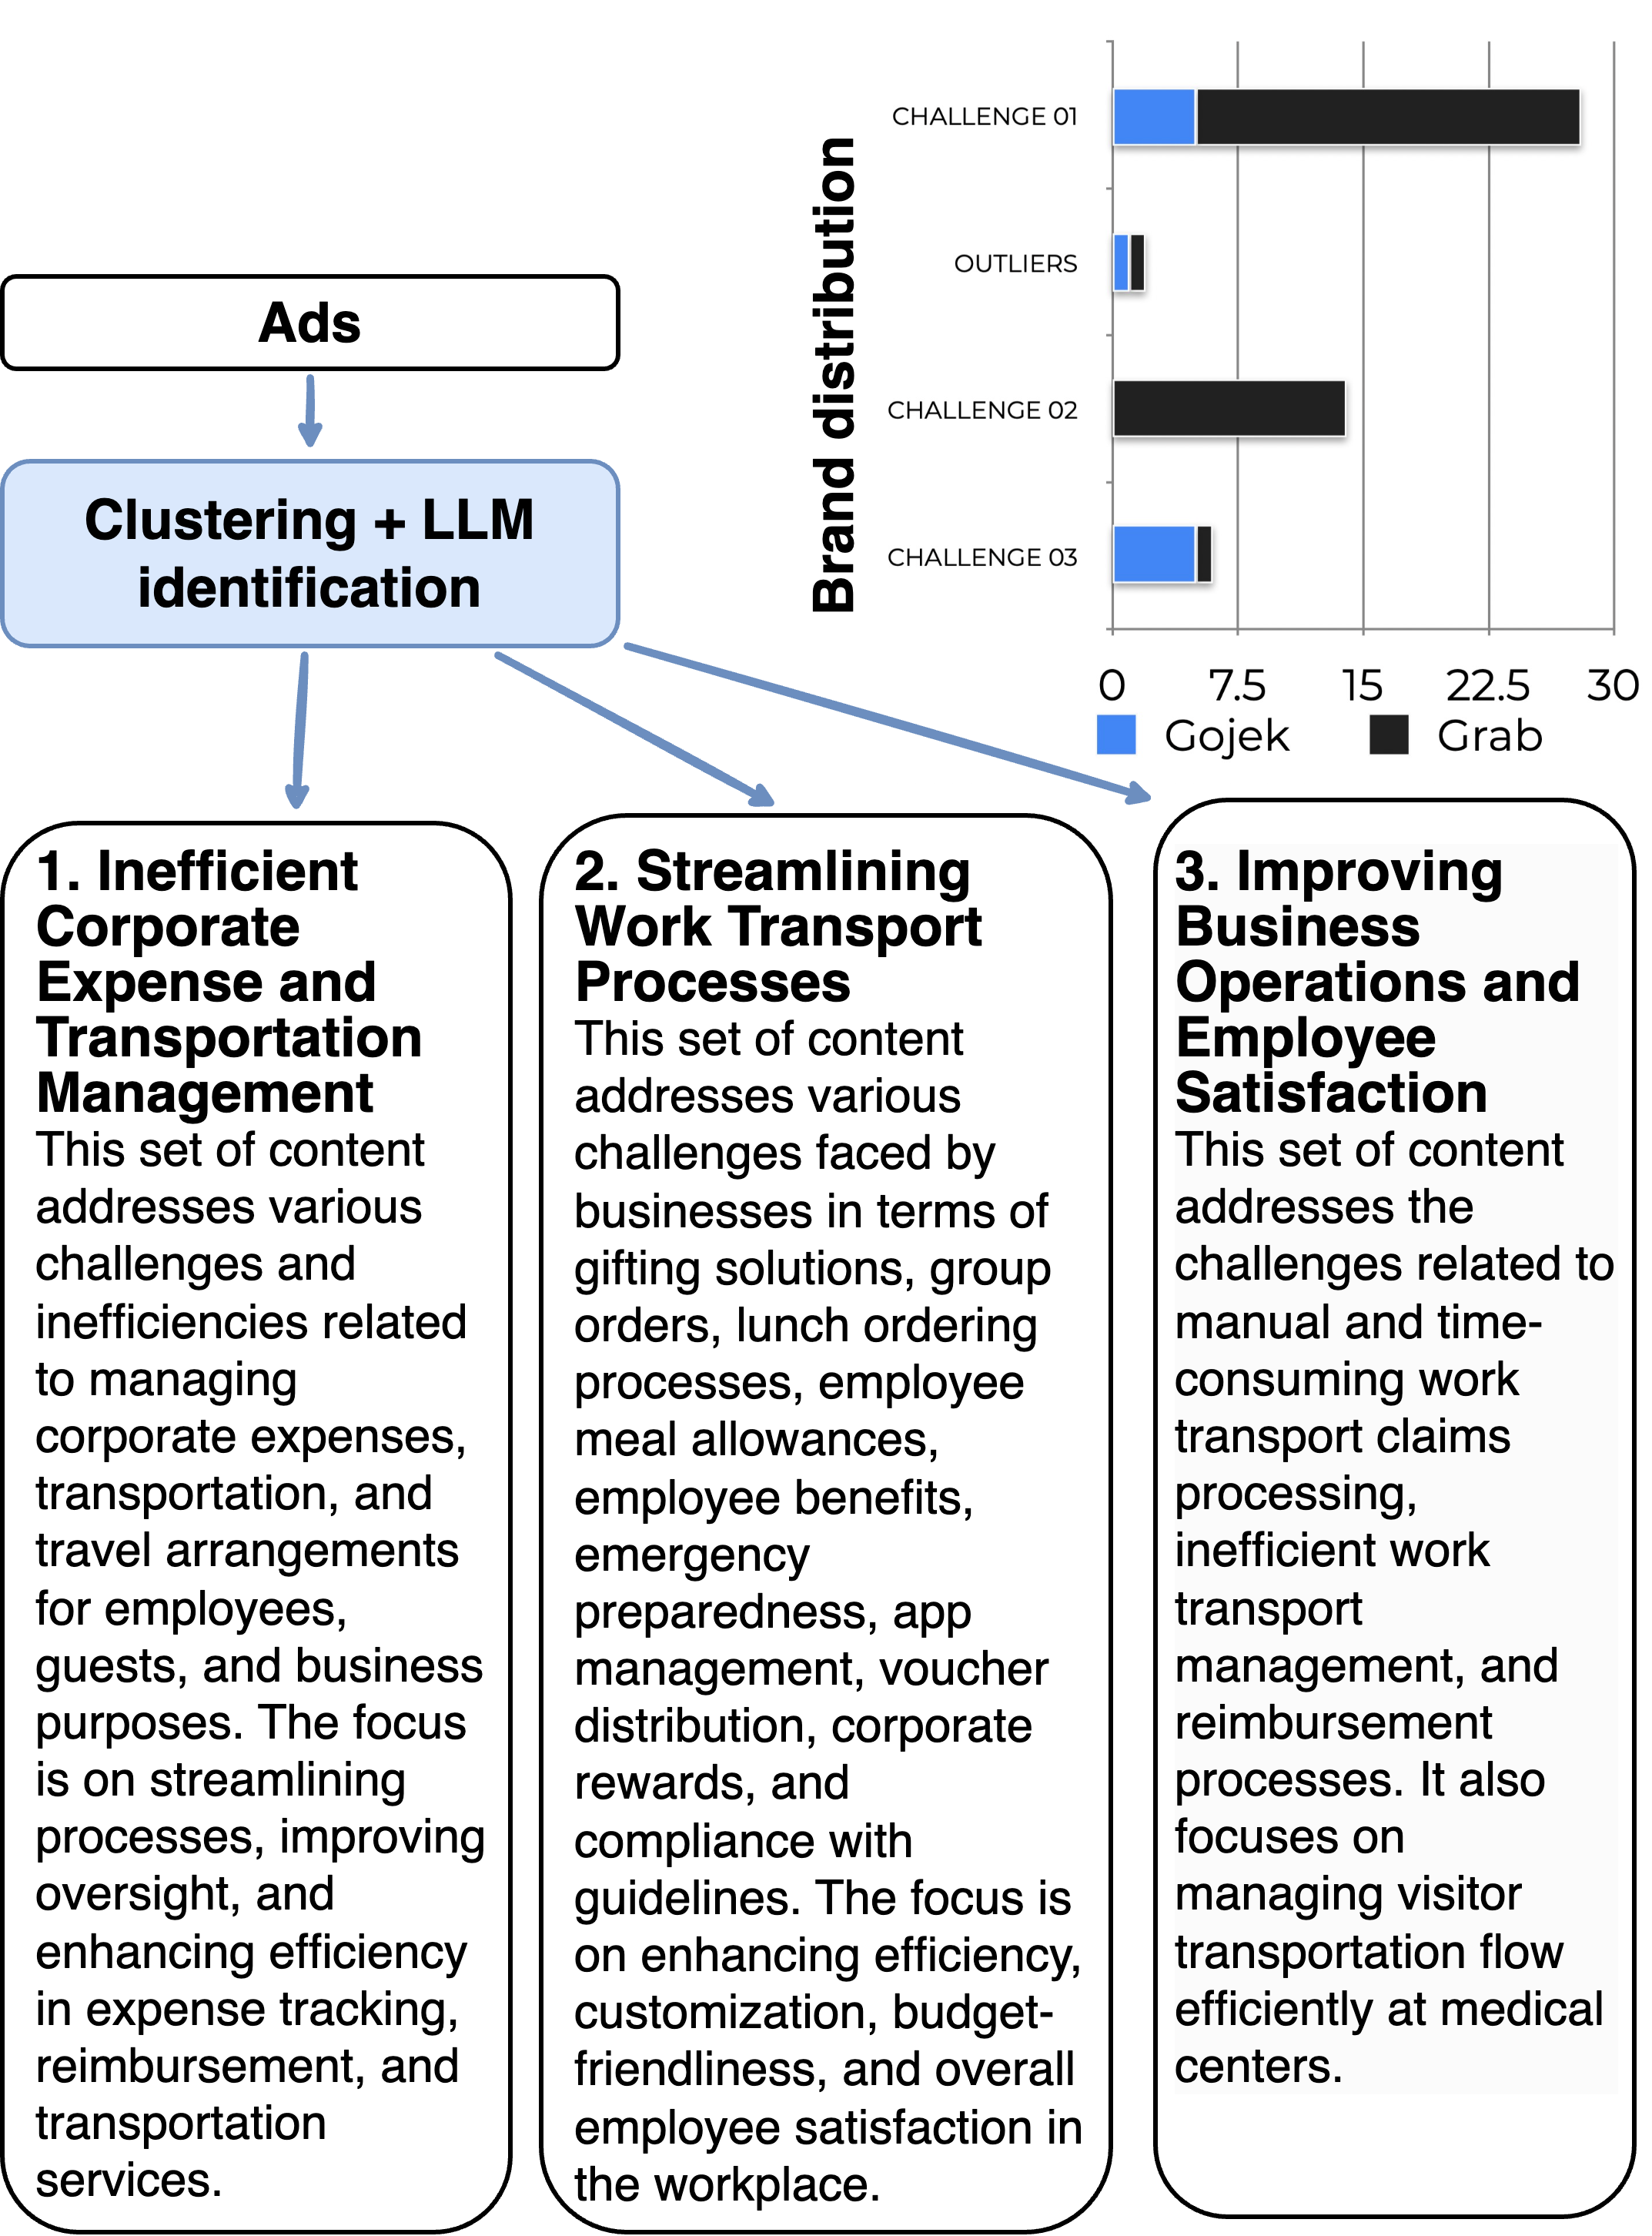 Brand distribution
CHALLENGE 01
OUTLIERS
CHALLENGE 02
CHALLENGE 03
0 7.5 15 22.5 30
Gojek Grab
Ads
Clustering + LLM
identification
1. Inefficient
Corporate
Expense and
Transportation
Management
This set of content
addresses various
challenges and
inefficiencies related
to managing
corporate expenses,
transportation, and
travel arrangements
for employees,
guests, and business
purposes. The focus
is on streamlining
processes, improving
oversight, and
enhancing efficiency
in expense tracking,
reimbursement, and
transportation
services.
2. Streamlining
Work Transport
Processes
This set of content
addresses various
challenges faced by
businesses in terms of
gifting solutions, group
orders, lunch ordering
processes, employee
meal allowances,
employee benefits,
emergency
preparedness, app
management, voucher
distribution, corporate
rewards, and
compliance with
guidelines. The focus is
on enhancing efficiency,
customization, budget-
friendliness, and overall
employee satisfaction in
the workplace.
3. Improving
Business
Operations and
Employee
Satisfaction
This set of content
addresses the
challenges related to
manual and time-
consuming work
transport claims
processing,
inefficient work
transport
management, and
reimbursement
processes. It also
focuses on
managing visitor
transportation flow
efficiently at medical
centers.